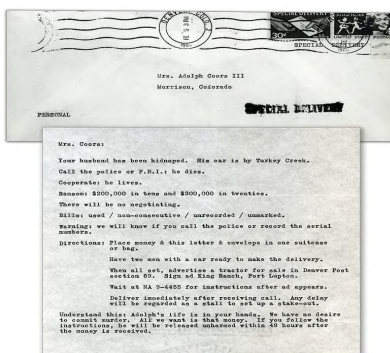 SPECIAL DELIVERY
30¢
UNITED STATES POSTAGE
SPECIAL DELIVERY
Mrs. Adolph Coors III
Morrison, Colorado
PERSONAL
SPECIAL DELIVERY
Mrs. Coors:
Your husband has been kidnaped. His car is by Turkey Creek.
Call the police or F.B.I.: he dies.
Cooperate: he lives.
Ransom: $200,000 in tens and $300,000 in twenties.
There will be no negotiating.
Bills: used / non-consecutive / unrecorded / unmarked.
Warning: we will know if you call the police or record the serial
numbers.
Directions: Place money & this letter & envelope in one suitcase
or bag.
Have two men with a car ready to make the delivery.
When all set, advertise a tractor for sale in Denver Post
section 69. Sign ad King Ranch, Fort Lupton.
Wait at NA 9-4455 for instructions after ad appears.
Deliver immediately after receiving call. Any delay
will be regarded as a stall to set up a stake-out.
Understand this: Adolph's life is in your hands. We have no desire
to commit murder. All we want is that money. If you follow the
instructions, he will be released unharmed within 48 hours after
the money is received.